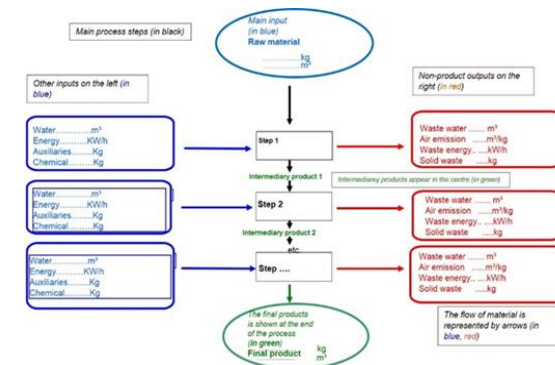 Main process steps (in black)
Main input
(in blue)
Raw material
..............kg
..............m³
Other inputs on the left (in
blue)
Non-product outputs on the
right (in red)
Water.............m³
Energy..........KW/h
Auxiliaries.......Kg
Chemical........Kg
Step 1
Waste water ....... m³
Air emission ......m³/kg
Waste energy.. ....kW/h
Solid waste .....kg
Intermediary product 1
Intermediarey products appear in the centre (in green)
Water.............m³
Energy..........KW/h
Auxiliaries.......Kg
Chemical........Kg
Step 2
Waste water ....... m³
Air emission ......m³/kg
Waste energy.. ....kW/h
Solid waste .....kg
Intermediary product 2
etc.
Water.............m³
Energy..........KW/h
Auxiliaries.......Kg
Chemical........Kg
Step ....
Waste water ....... m³
Air emission ......m³/kg
Waste energy.. ....kW/h
Solid waste .....kg
The final products
is shown at the end
of the process
(in green)
Final product kg
.............. m³
The flow of material is
represented by arrows (in
blue, red)